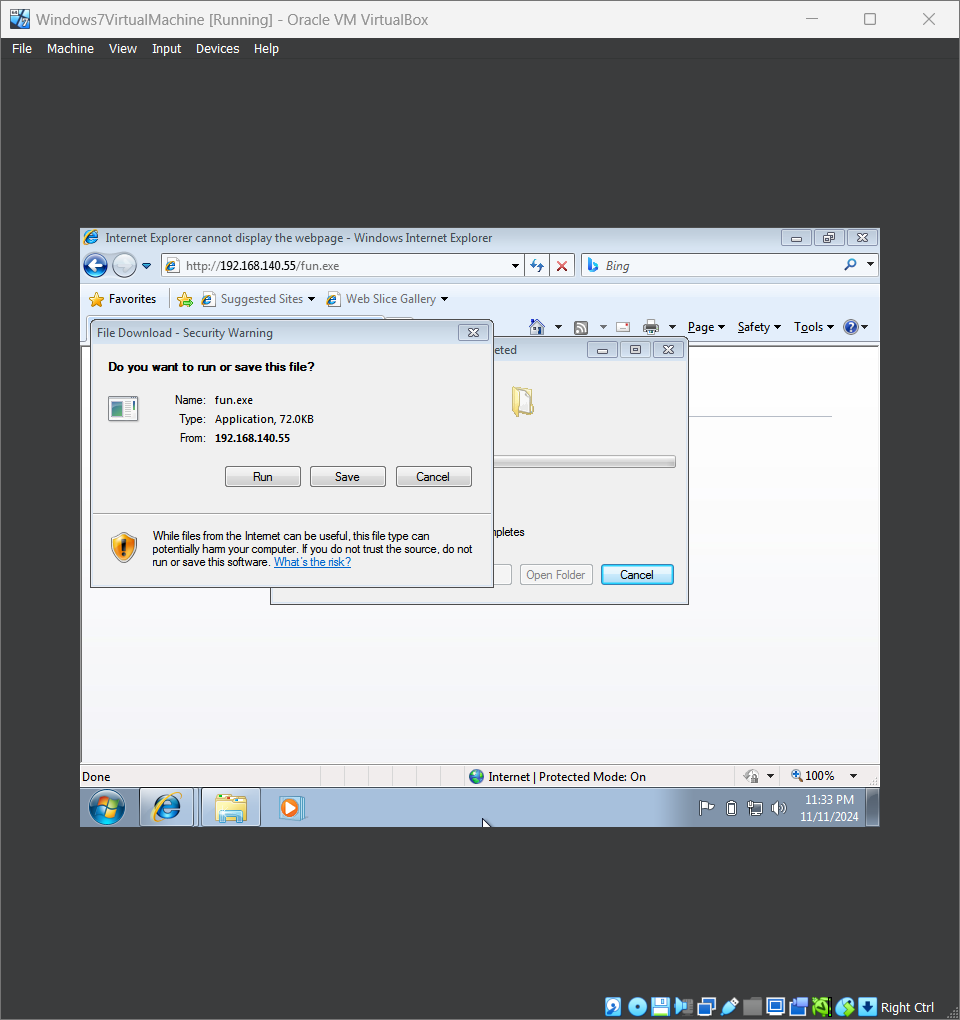 Windows7VirtualMachine [Running] - Oracle VM VirtualBox
File Machine View Input Devices Help
Internet Explorer cannot display the webpage - Windows Internet Explorer
http://192.168.140.55/fun.exe
Bing
Favorites Suggested Sites Web Slice Gallery
Page Safety Tools
File Download - Security Warning
Do you want to run or save this file?
Name: fun.exe
Type: Application, 72.0KB
From: 192.168.140.55
Run Save Cancel
While files from the Internet can be useful, this file type can
potentially harm your computer. If you do not trust the source, do not
run or save this software. What's the risk?
Open Folder Cancel
Done
Internet | Protected Mode: On
100%
11:33 PM
11/11/2024
Right Ctrl